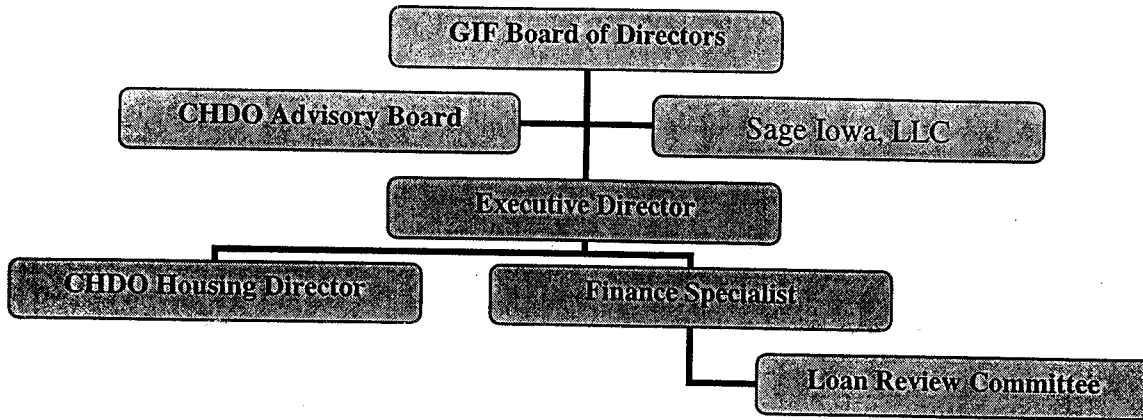 GIF Board of Directors
CHDO Advisory Board
Sage Iowa, LLC
Executive Director
CHDO Housing Director
Finance Specialist
Loan Review Committee